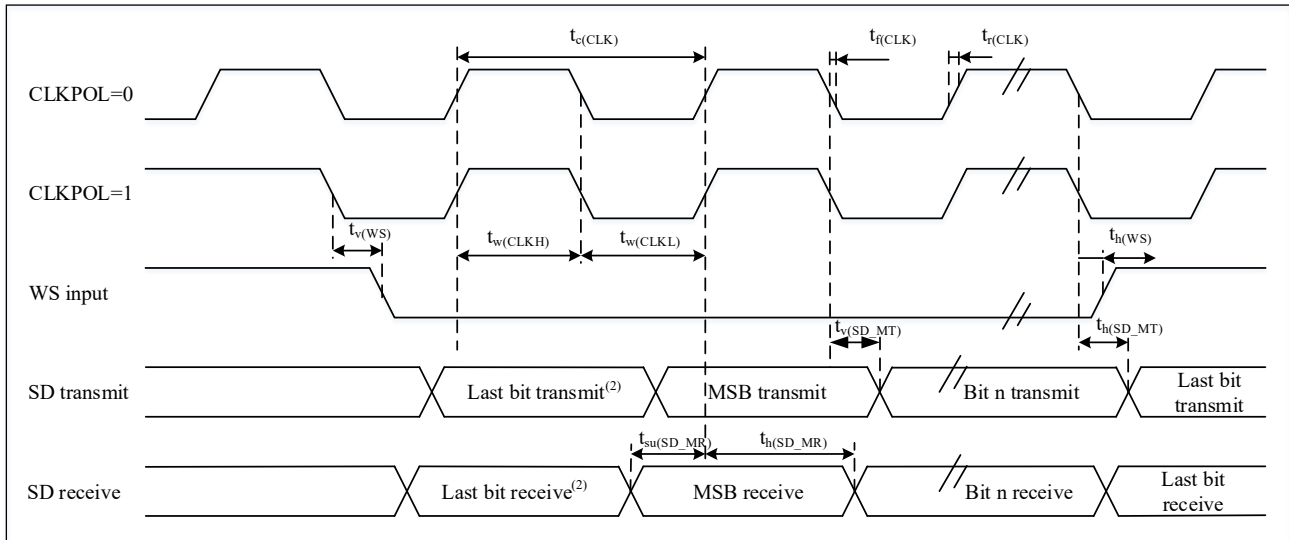 tc(CLK)
tf(CLK)
tr(CLK)
CLKPOL=0
CLKPOL=1
tv(WS)
tw(CLKH)
tw(CLKL)
th(WS)
WS input
tv(SD_MT)
th(SD_MT)
SD transmit
Last bit transmit(2)
MSB transmit
Bit n transmit
Last bit
transmit
tsu(SD_MR)
th(SD_MR)
SD receive
Last bit receive(2)
MSB receive
Bit n receive
Last bit
receive